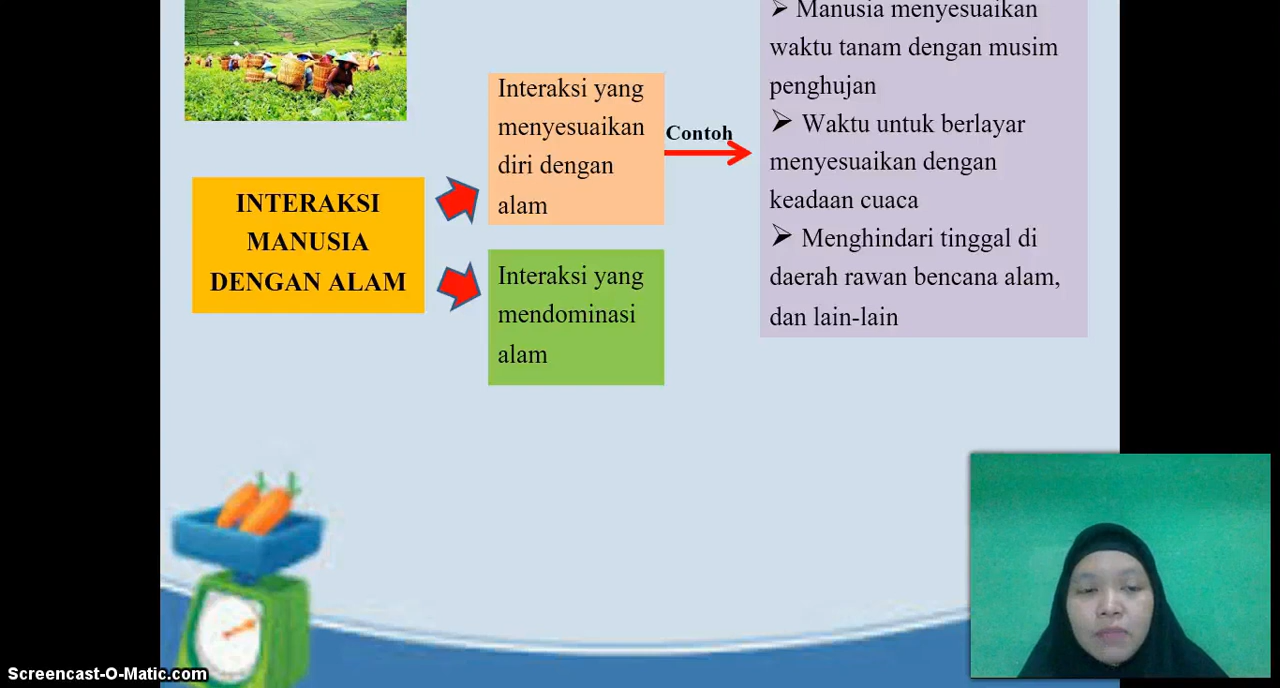 Manusia menyesuaikan
waktu tanam dengan musim
penghujan
Waktu untuk berlayar
menyesuaikan dengan
keadaan cuaca
Menghindari tinggal di
daerah rawan bencana alam,
dan lain-lain
Interaksi yang
menyesuaikan
diri dengan
alam
Contoh
INTERAKSI
MANUSIA
DENGAN ALAM
Interaksi yang
mendominasi
alam
Screencast-O-Matic.com